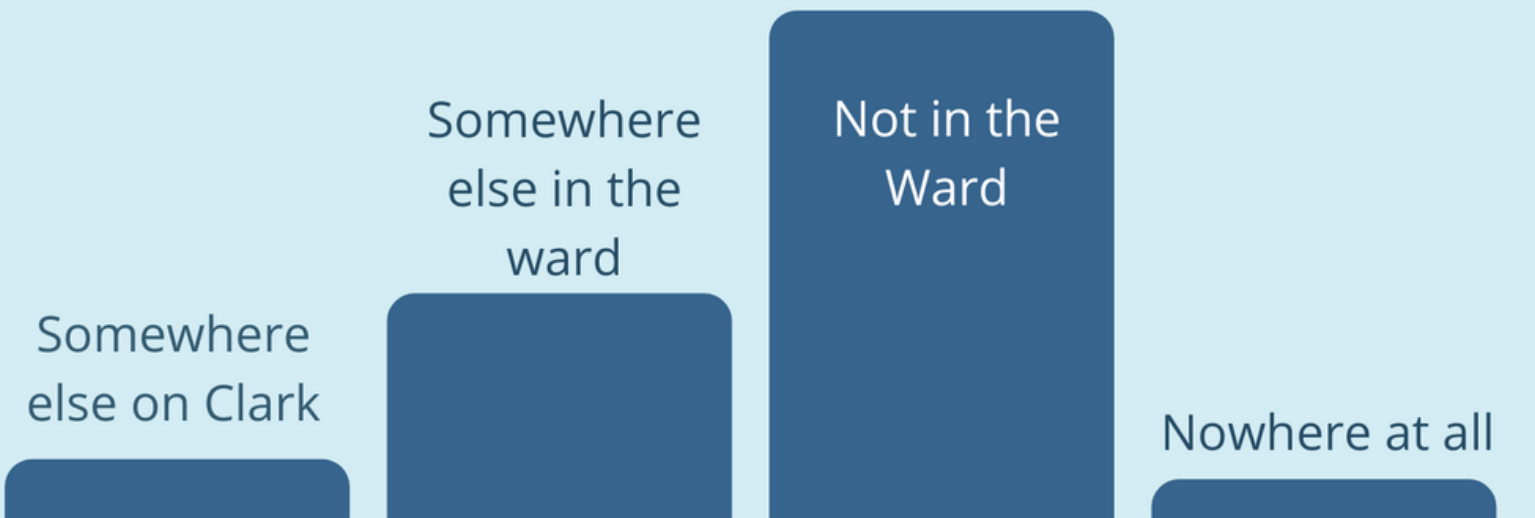 Somewhere
else on Clark
Somewhere
else in the
ward
Not in the
Ward
Nowhere at all